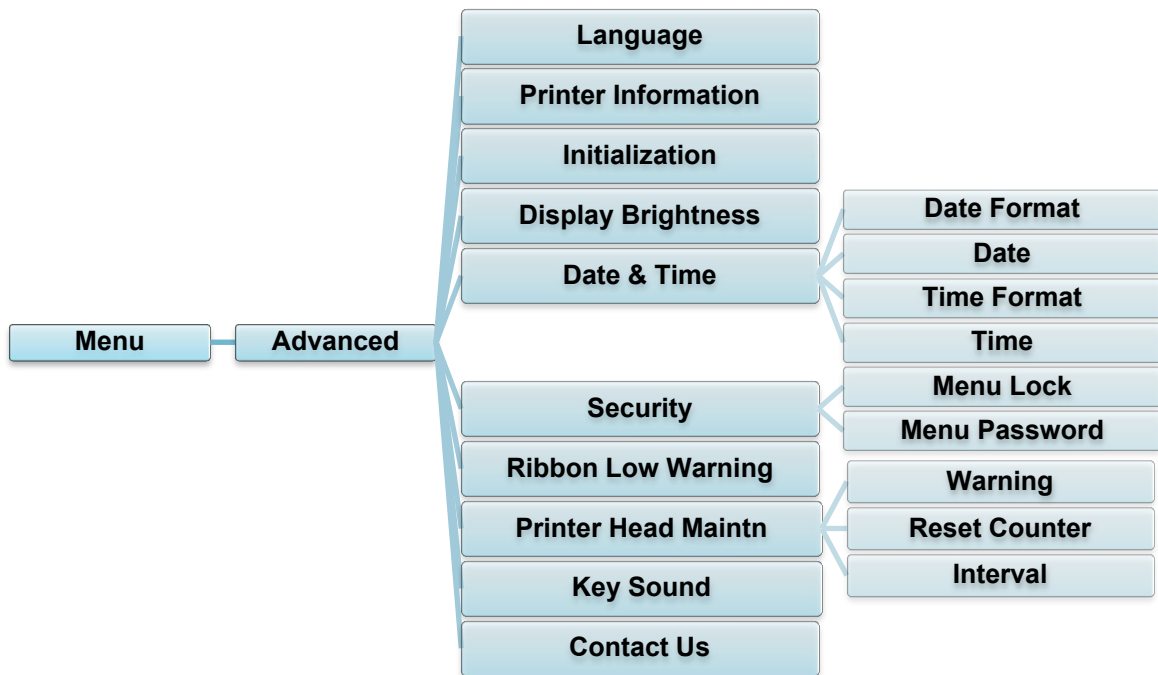 Menu
Advanced
Language
Printer Information
Initialization
Display Brightness
Date & Time
Date Format
Date
Time Format
Time
Security
Menu Lock
Menu Password
Ribbon Low Warning
Printer Head Maintn
Warning
Reset Counter
Interval
Key Sound
Contact Us